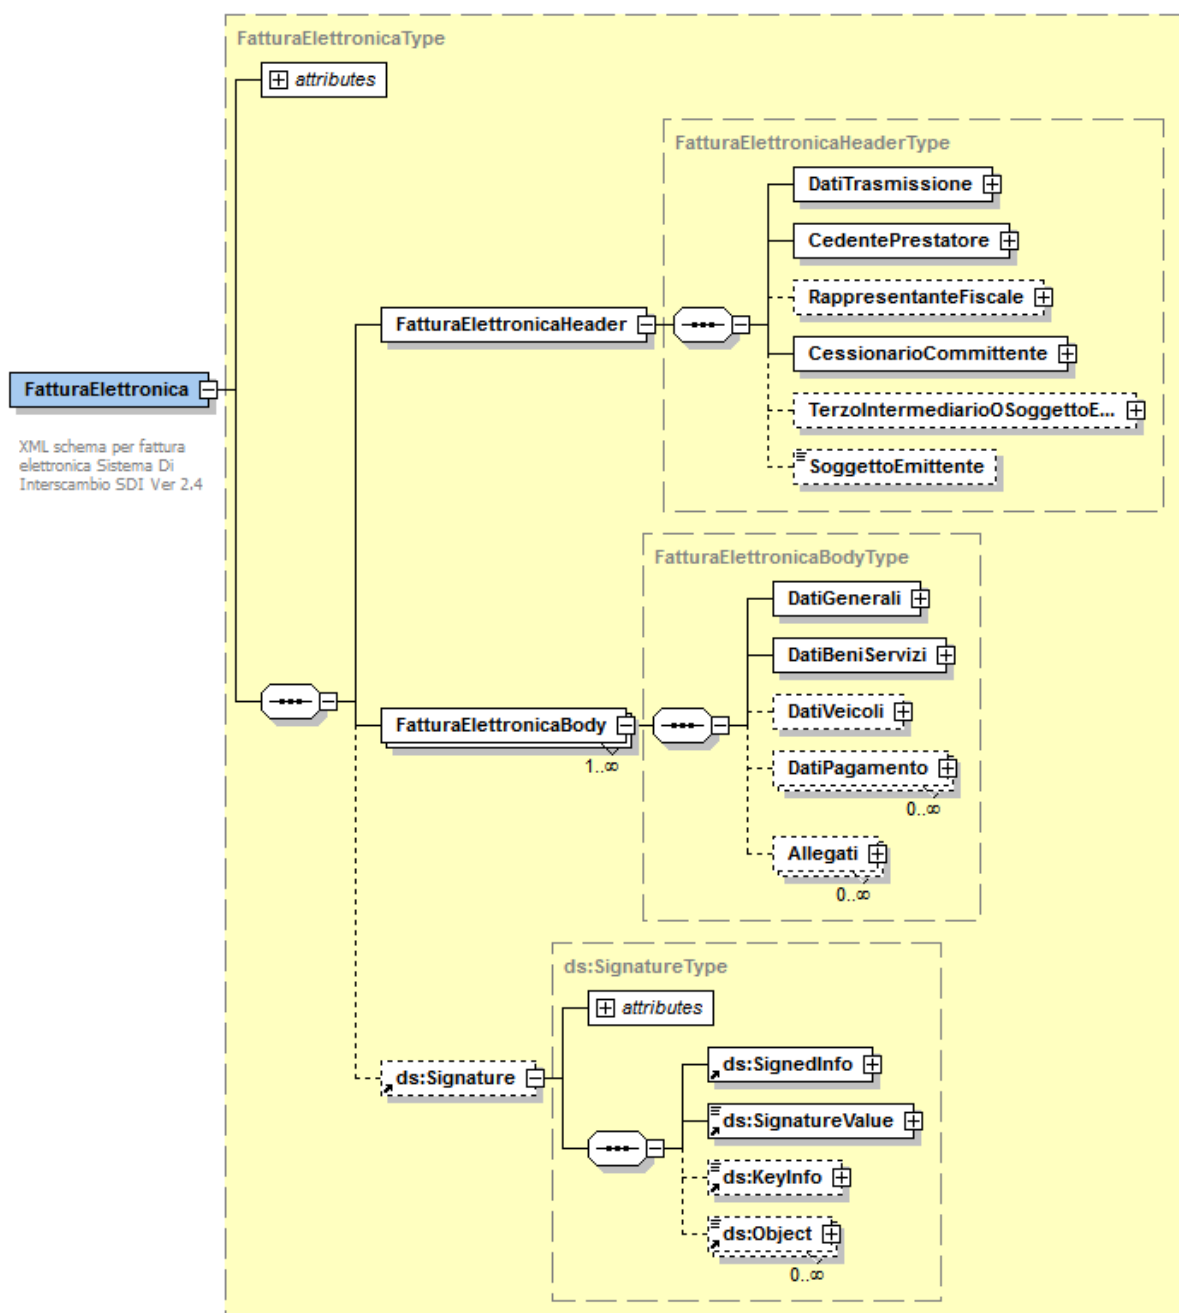 FatturaElettronicaType
attributes
FatturaElettronicaHeaderType
DatiTrasmissione
CedentePrestatore
RappresentanteFiscale
FatturaElettronicaHeader
CessionarioCommittente
FatturaElettronica
TerzoIntermediarioOSoggettoE...
XML schema per fattura
elettronica Sistema Di
Interscambio SDI Ver 2.4
SoggettoEmittente
FatturaElettronicaBodyType
DatiGenerali
DatiBeniServizi
DatiVeicoli
FatturaElettronicaBody
1..∞
DatiPagamento
0..∞
Allegati
0..∞
ds:SignatureType
attributes
ds:SignedInfo
ds:Signature
ds:SignatureValue
ds:KeyInfo
ds:Object
0..∞